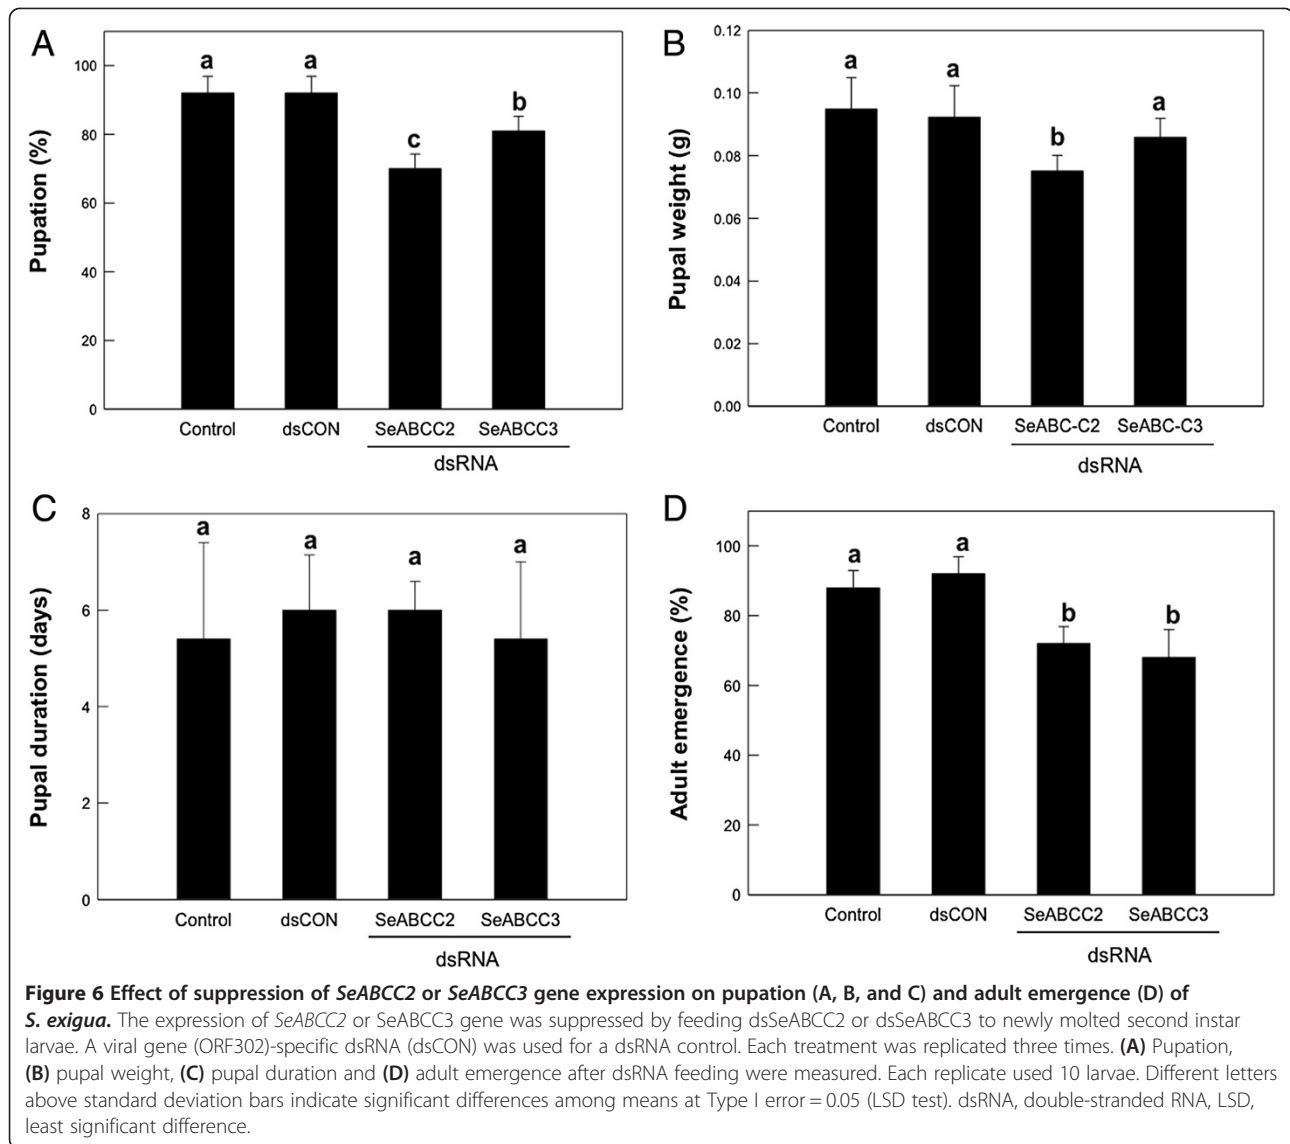 A
a
a
c
b
100
80
60
40
20
0
Pupation (%)
Control
dsCON
SeABCC2
SeABCC3
dsRNA
B
a
a
b
a
0.12
0.10
0.08
0.06
0.04
0.02
0.00
Pupal weight (g)
Control
dsCON
SeABC-C2
SeABC-C3
dsRNA
C
a
a
a
a
8
6
4
2
0
Pupal duration (days)
Control
dsCON
SeABCC2
SeABCC3
dsRNA
D
a
a
b
b
100
80
60
40
20
0
Adult emergence (%)
Control
dsCON
SeABCC2
SeABCC3
dsRNA
Figure 6 Effect of suppression of SeABCC2 or SeABCC3 gene expression on pupation (A, B, and C) and adult emergence (D) of
S. exigua. The expression of SeABCC2 or SeABCC3 gene was suppressed by feeding dsSeABCC2 or dsSeABCC3 to newly molted second instar
larvae. A viral gene (ORF302)-specific dsRNA (dsCON) was used for a dsRNA control. Each treatment was replicated three times. (A) Pupation,
(B) pupal weight, (C) pupal duration and (D) adult emergence after dsRNA feeding were measured. Each replicate used 10 larvae. Different letters
above standard deviation bars indicate significant differences among means at Type I error = 0.05 (LSD test). dsRNA, double-stranded RNA, LSD,
least significant difference.